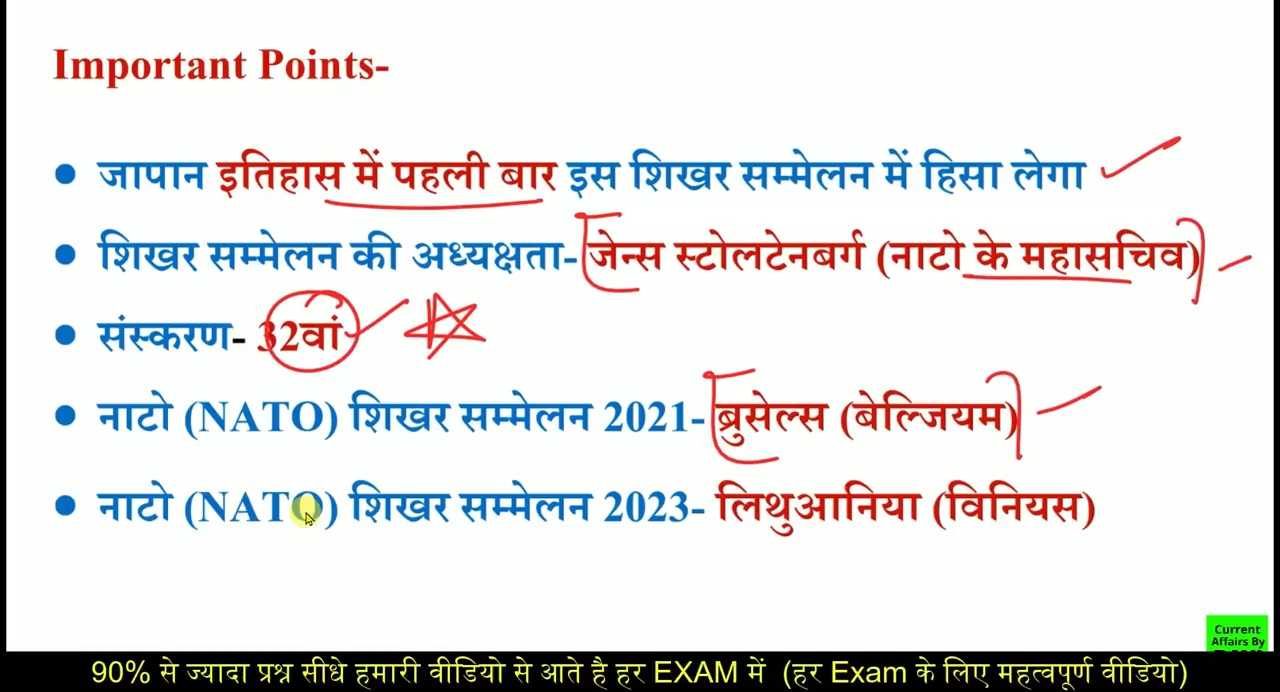 Important Points-
जापान इतिहास में पहली बार इस शिखर सम्मेलन में हिसा लेगा
शिखर सम्मेलन की अध्यक्षता- जेन्स स्टोलटेनबर्ग (नाटो के महासचिव)
संस्करण- 32वां
नाटो (NATO) शिखर सम्मेलन 2021- ब्रुसेल्स (बेल्जियम)
नाटो (NATO) शिखर सम्मेलन 2023- लिथुआनिया (विनियस)
Current
Affairs By
90% से ज्यादा प्रश्न सीधे हमारी वीडियो से आते है हर EXAM में (हर Exam के लिए महत्वपूर्ण वीडियो)